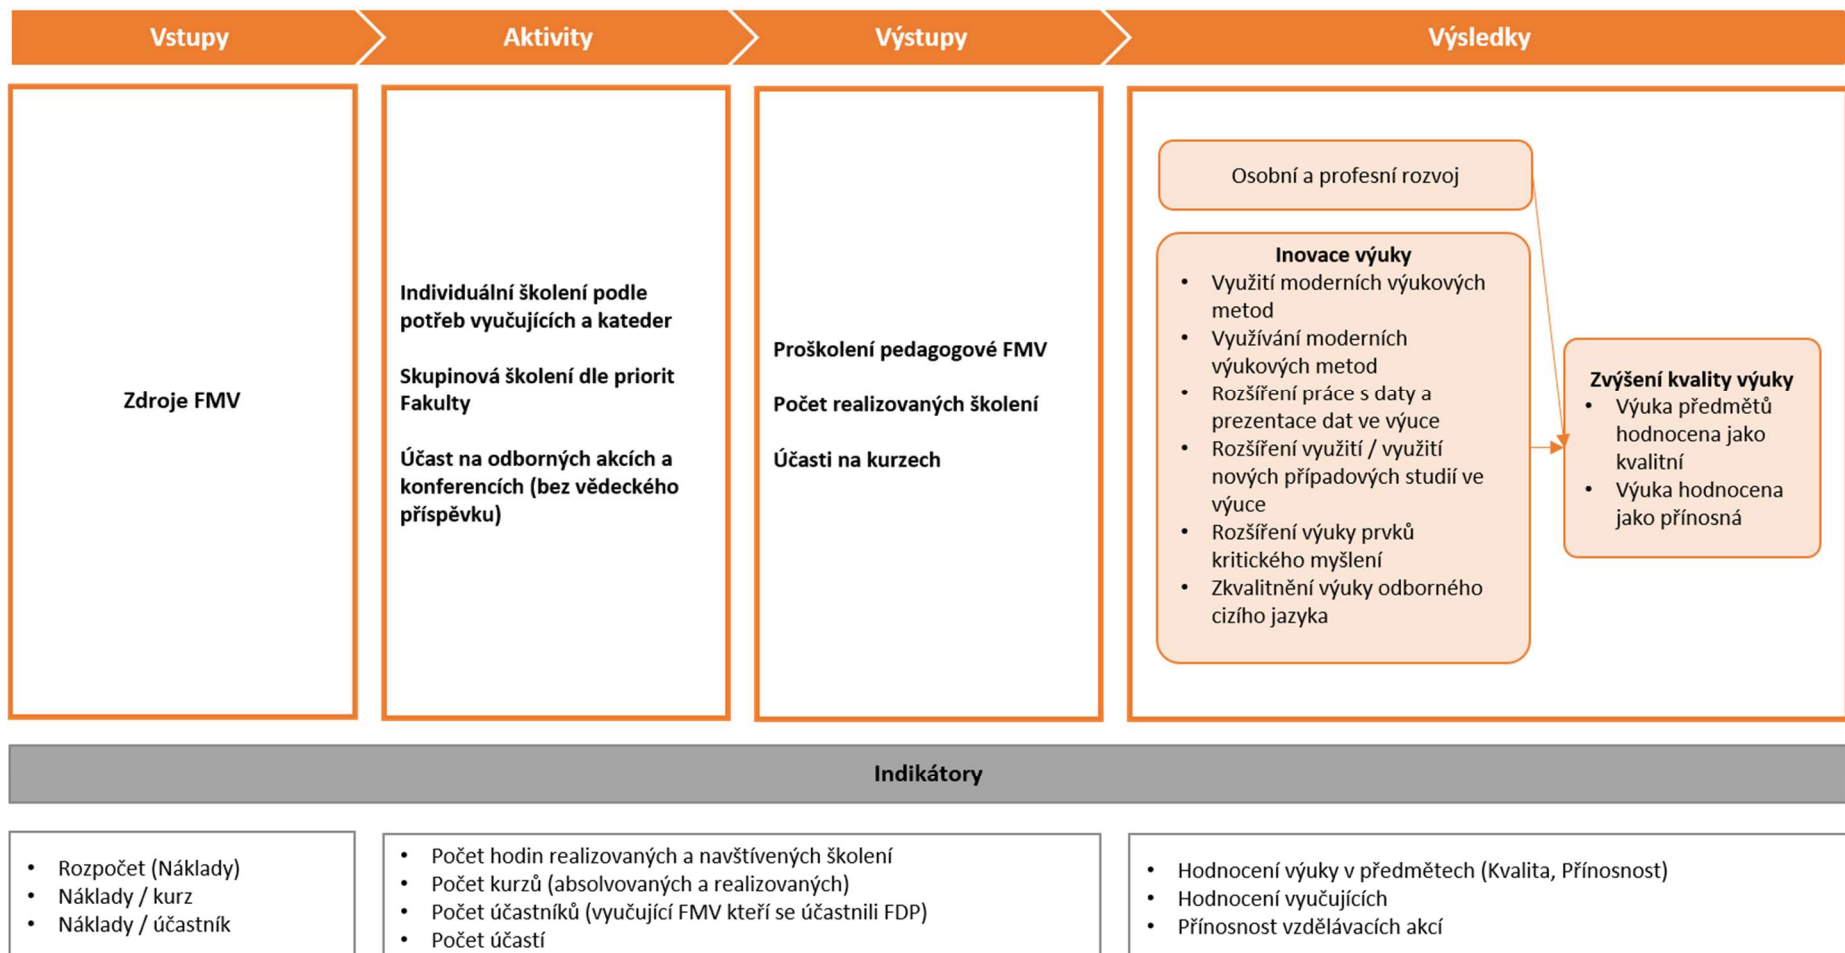 Vstupy
Aktivity
Výstupy
Výsledky
Zdroje FMV
Individuální školení podle
potřeb vyučujících a kateder
Skupinová školení dle priorit
Fakulty
Účast na odborných akcích a
konferencích (bez vědeckého
příspěvku)
Proškolení pedagogové FMV
Počet realizovaných školení
Účasti na kurzech
Osobní a profesní rozvoj
Inovace výuky
• Využití moderních výukových
metod
• Využívání moderních
výukových metod
• Rozšíření práce s daty a
prezentace dat ve výuce
• Rozšíření využití / využití
nových případových studií ve
výuce
• Rozšíření výuky prvků
kritického myšlení
• Zkvalitnění výuky odborného
cizího jazyka
Zvýšení kvality výuky
• Výuka předmětů
hodnocena jako
kvalitní
• Výuka hodnocena
jako přínosná
Indikátory
• Rozpočet (Náklady)
• Náklady / kurz
• Náklady / účastník
• Počet hodin realizovaných a navštívených školení
• Počet kurzů (absolvovaných a realizovaných)
• Počet účastníků (vyučující FMV kteří se účastnili FDP)
• Počet účastí
• Hodnocení výuky v předmětech (Kvalita, Přínosnost)
• Hodnocení vyučujících
• Přínosnost vzdělávacích akcí